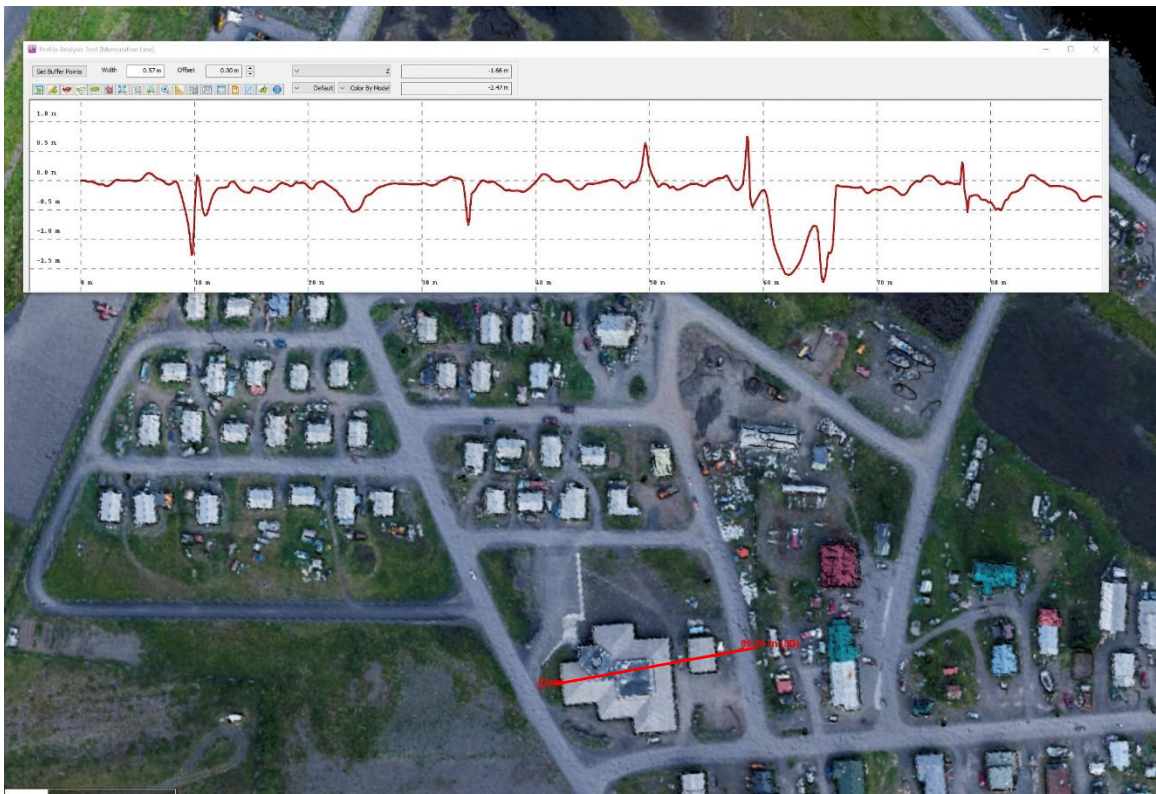 Profile Analysis Tool (Mensuration Line)
Get Buffer Points Width 0.57 m Offset 0.00 m Z -1.66 m
Default Color By Model -3.47 m
1.0 m
0.5 m
0.0 m
-0.5 m
-1.0 m
-1.5 m
0 m 10 m 20 m 30 m 40 m 50 m 60 m 70 m 80 m